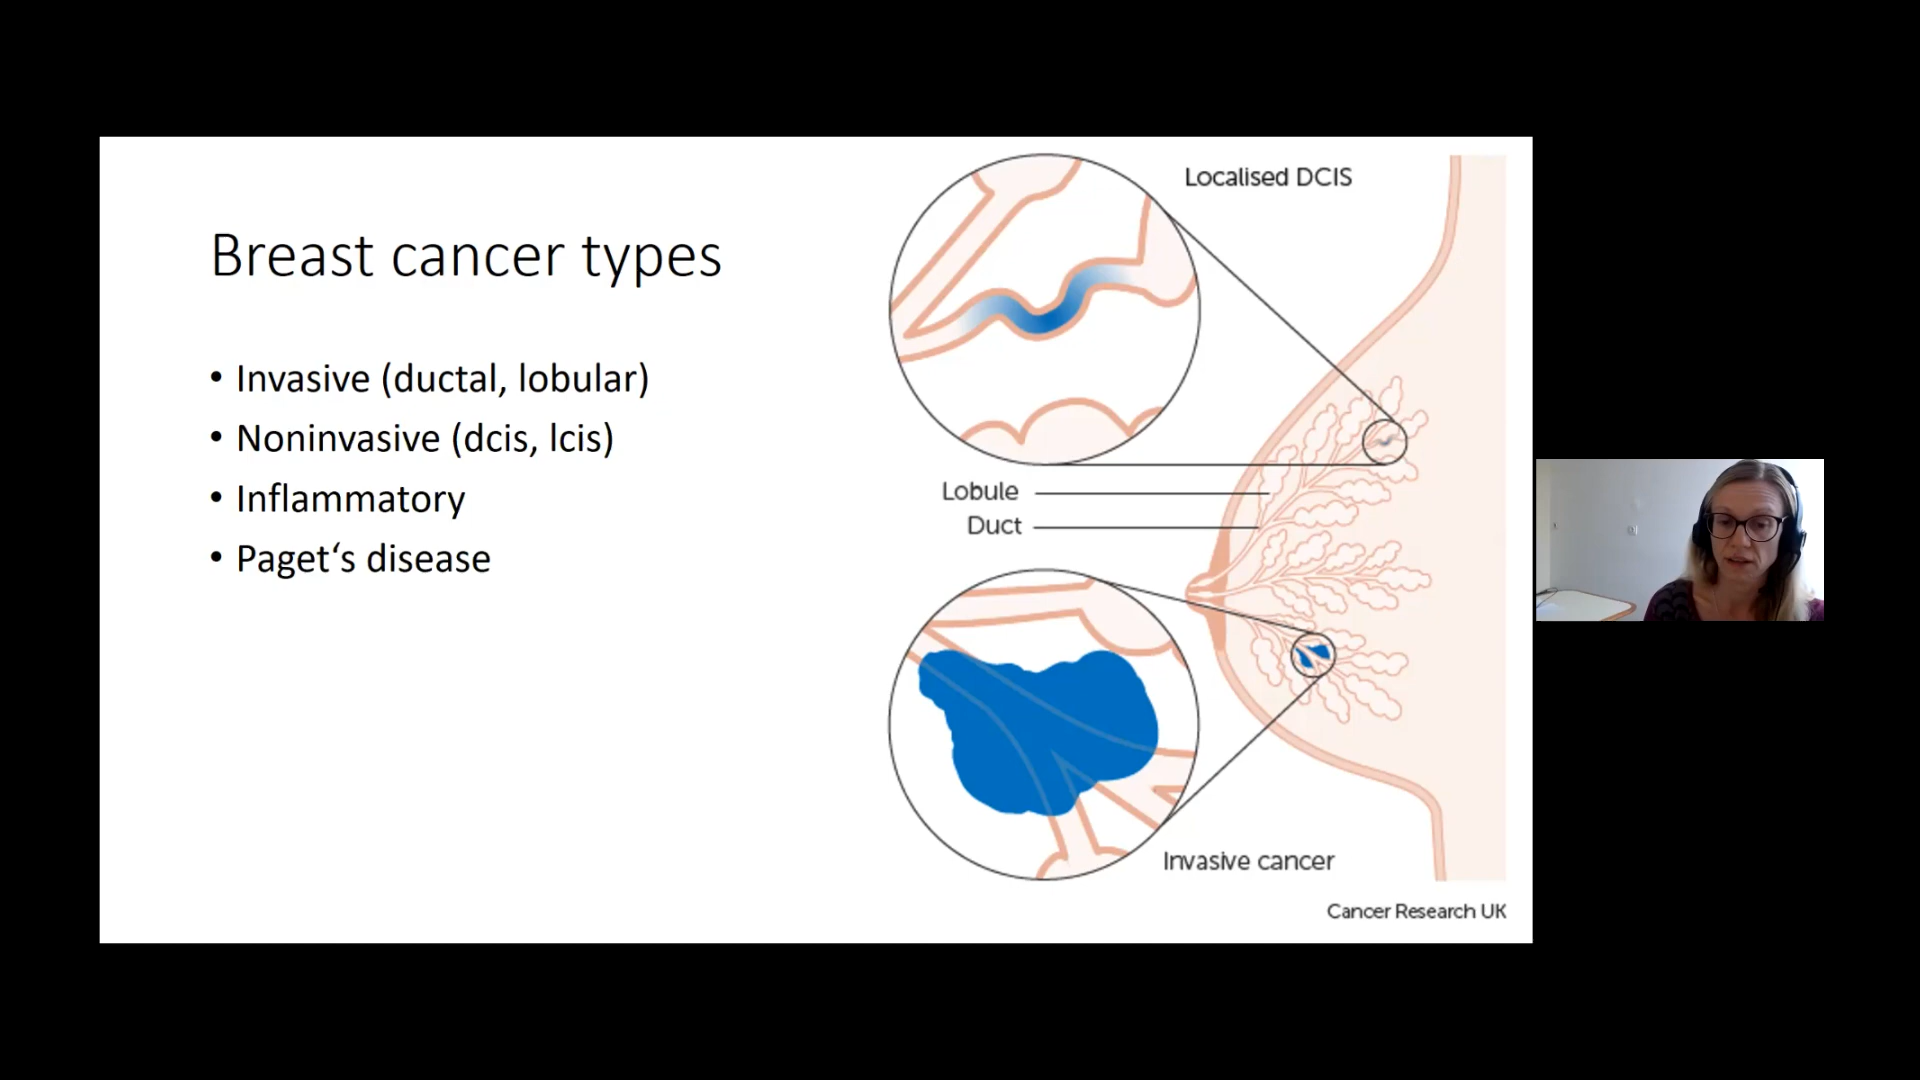 Breast cancer types
• Invasive (ductal, lobular)
• Noninvasive (dcis, lcis)
• Inflammatory
• Paget‘s disease
Localised DCIS
Lobule
Duct
Invasive cancer
Cancer Research UK